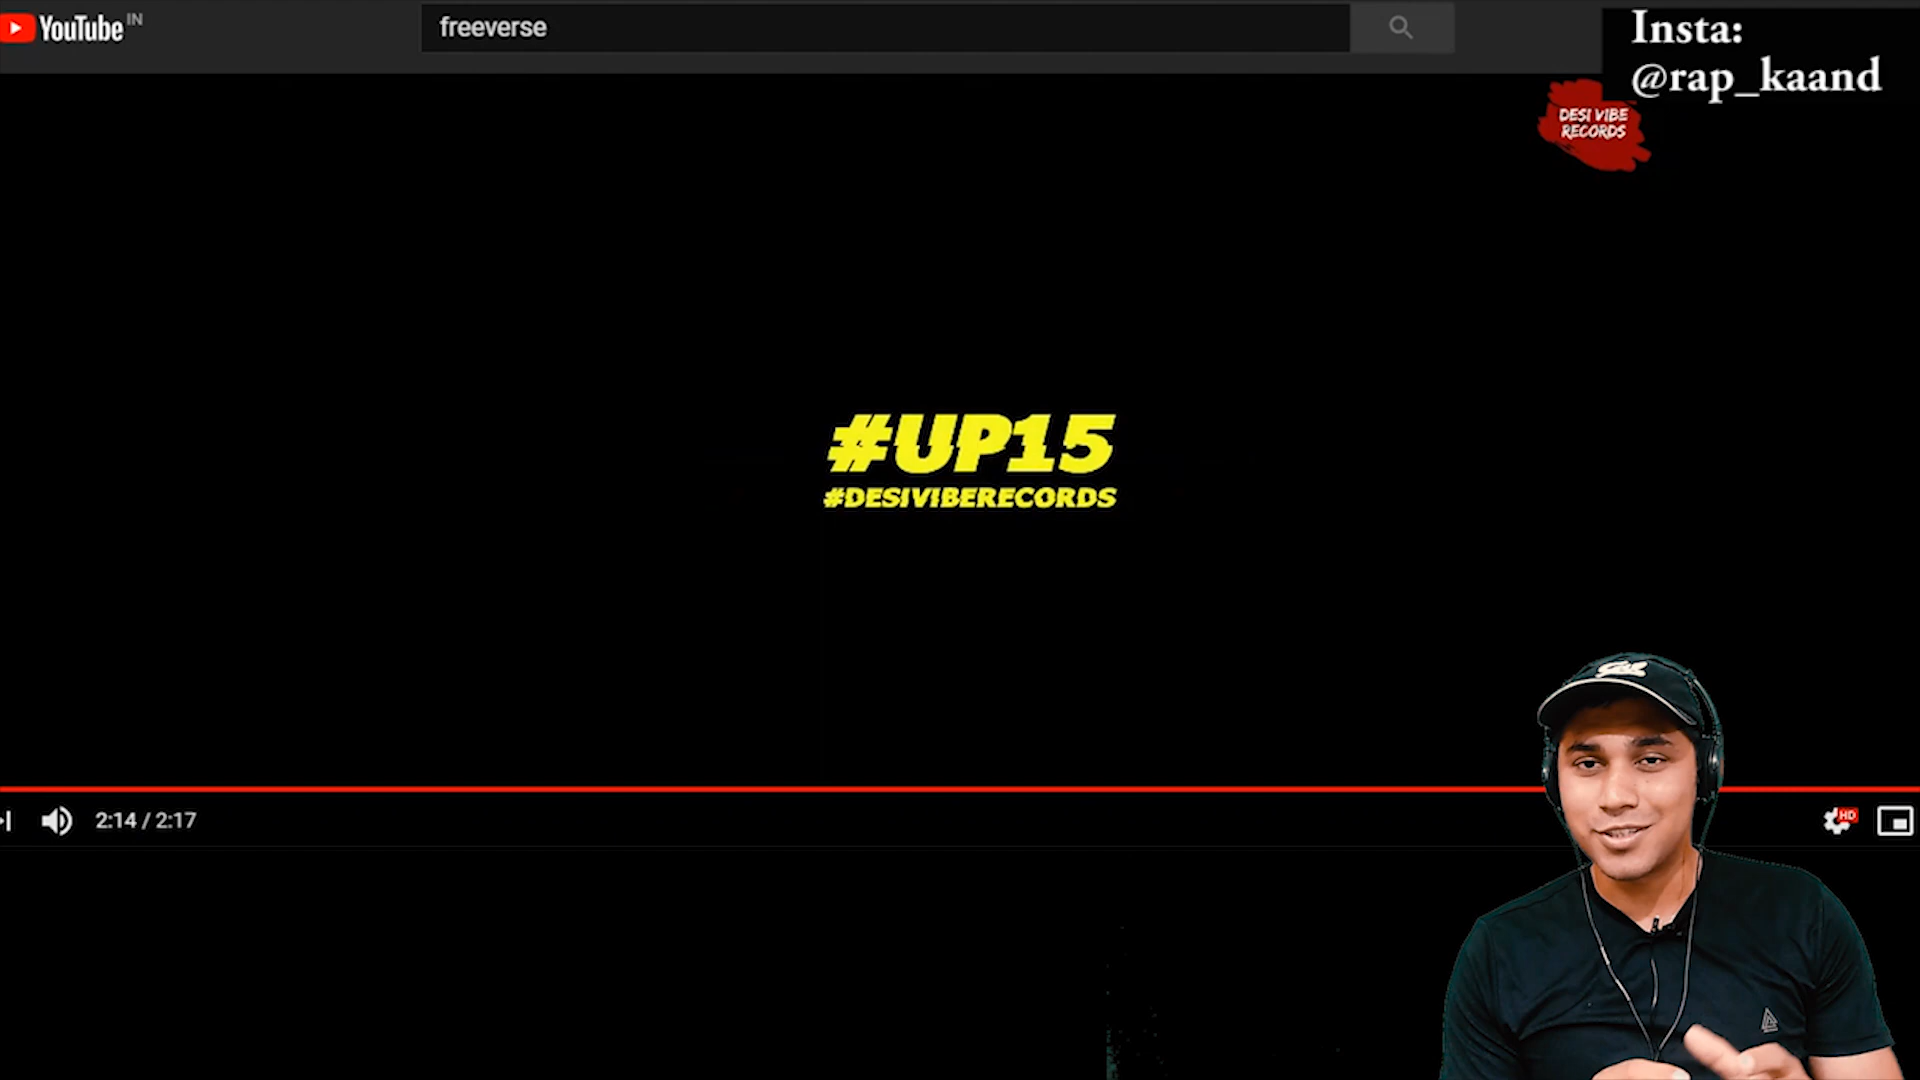 YouTube IN
freeverse
Insta:
@rap_kaand
DESI VIBE
RECORDS
#UP15
#DESIVIBERECORDS
2:14 / 2:17
HD